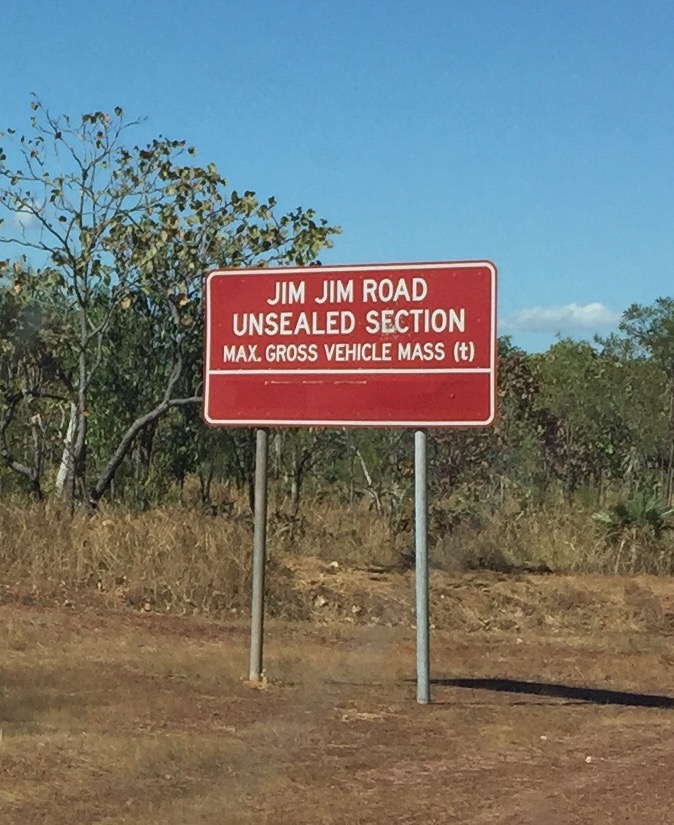 JIM JIM ROAD
UNSEALED SECTION
MAX. GROSS VEHICLE MASS (t)